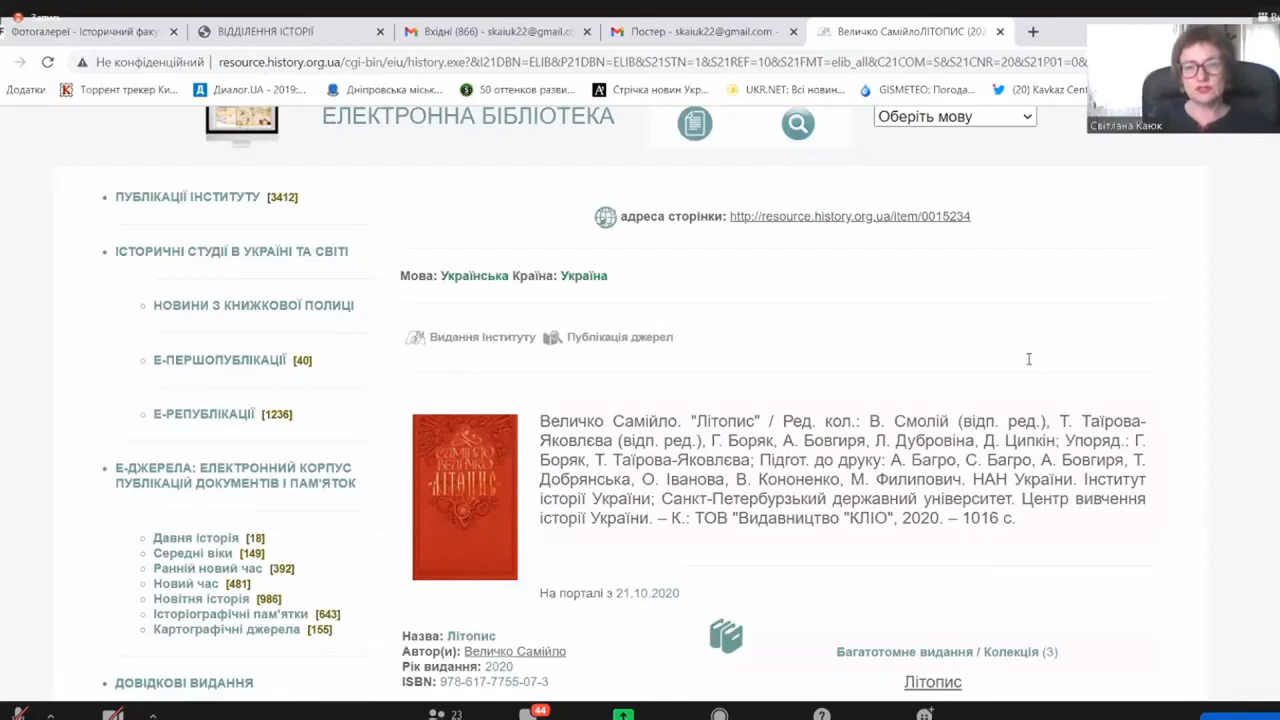 Запись
Фотогалереї - Історичний факу
ВІДДІЛЕННЯ ІСТОРІЇ
Вхідні (866) - skaiuk22@gmail.co
Постер - skaiuk22@gmail.com -
Величко СамійлоЛІТОПИС (202
Не конфіденційний
resource.history.org.ua/cgi-bin/eiu/history.exe?&I21DBN=ELIB&P21DBN=ELIB&S21STN=1&S21REF=10&S21FMT=elib_all&C21COM=S&S21CNR=20&S21P01=0&
Додатки
Торрент трекер Ки...
Диалог.UA - 2019:...
Дніпровська міськ...
50 оттенков разви...
Стрічка новин Укр...
UKR.NET: Всі новин...
GISMETEO: Погода...
(20) Kavkaz Cent
Світлана Каюк
ЕЛЕКТРОННА БІБЛІОТЕКА
Оберіть мову
ПУБЛІКАЦІЇ ІНСТИТУТУ [3412]
ІСТОРИЧНІ СТУДІЇ В УКРАЇНІ ТА СВІТІ
НОВИНИ З КНИЖКОВОЇ ПОЛИЦІ
Е-ПЕРШОПУБЛІКАЦІЇ [40]
Е-РЕПУБЛІКАЦІЇ [1236]
Е-ДЖЕРЕЛА: ЕЛЕКТРОННИЙ КОРПУС
ПУБЛІКАЦІЙ ДОКУМЕНТІВ І ПАМ'ЯТОК
Давня історія [18]
Середні віки [149]
Ранній новий час [392]
Новий час [481]
Новітня історія [986]
Історіографічні пам'ятки [643]
Картографічні джерела [155]
ДОВІДКОВІ ВИДАННЯ
адреса сторінки: http://resource.history.org.ua/item/0015234
Мова: Українська Країна: Україна
Видання Інституту Публікація джерел
САМІЙЛО
ВЕЛИЧКО
ЛІТОПИС
Величко Самійло. "Літопис" / Ред. кол.: В. Смолій (відп. ред.), Т. Таїрова-
Яковлєва (відп. ред.), Г. Боряк, А. Бовгиря, Л. Дубровіна, Д. Ципкін; Упоряд.: Г.
Боряк, Т. Таїрова-Яковлєва; Підгот. до друку: А. Багро, С. Багро, А. Бовгиря, Т.
Добрянська, О. Іванова, В. Кононенко, М. Филипович. НАН України. Інститут
історії України; Санкт-Петербурзький державний університет. Центр вивчення
історії України. – К.: ТОВ "Видавництво "КЛІО", 2020. – 1016 с.
На порталі з 21.10.2020
Назва: Літопис
Автор(и): Величко Самійло
Рік видання: 2020
ISBN: 978-617-7755-07-3
Багатотомне видання / Колекція (3)
Літопис
23
44